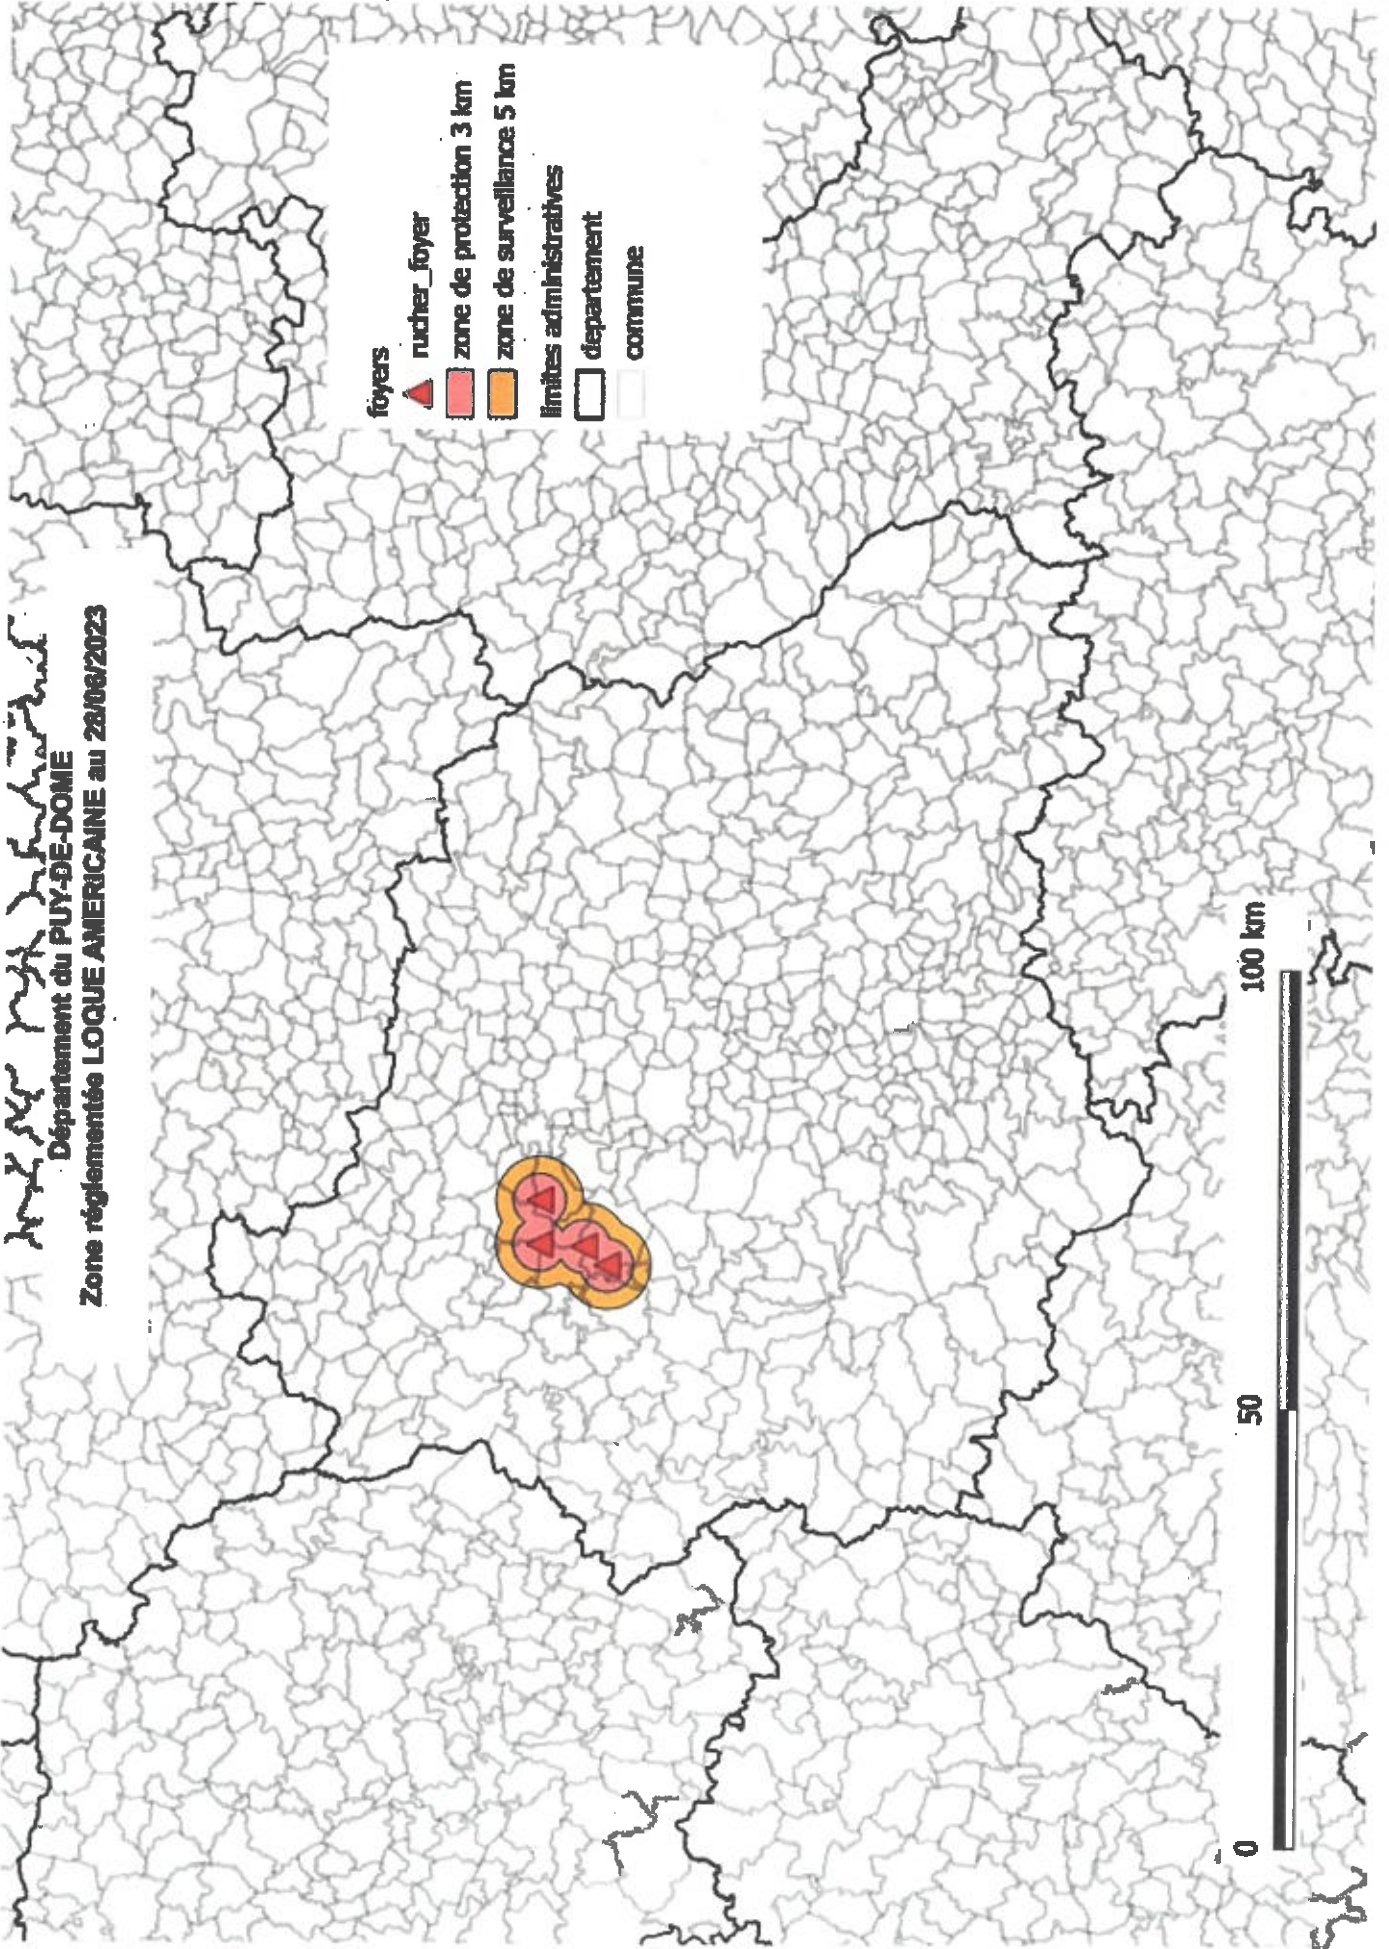 Département du PUY-DE-DOME
Zone réglementée LOQUE AMERICAINE au 28/06/2023
foyers
rucher_foyer
zone de protection 3 km
zone de surveillance 5 km
limites administratives
departement
commune
0 50 100 km